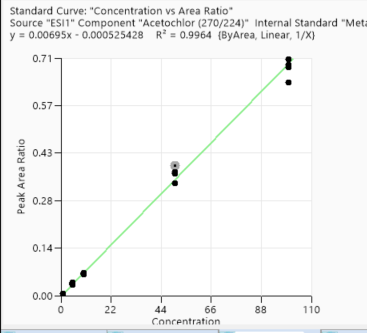 Standard Curve: "Concentration vs Area Ratio"
Source "ESI1" Component "Acetochlor (270/224)" Internal Standard "Meta
y = 0.00695x - 0.000525428 R² = 0.9964 {ByArea, Linear, 1/X}
0.71
0.57
0.43
0.28
0.14
0.00
Peak Area Ratio
0 22 44 66 88 110
Concentration